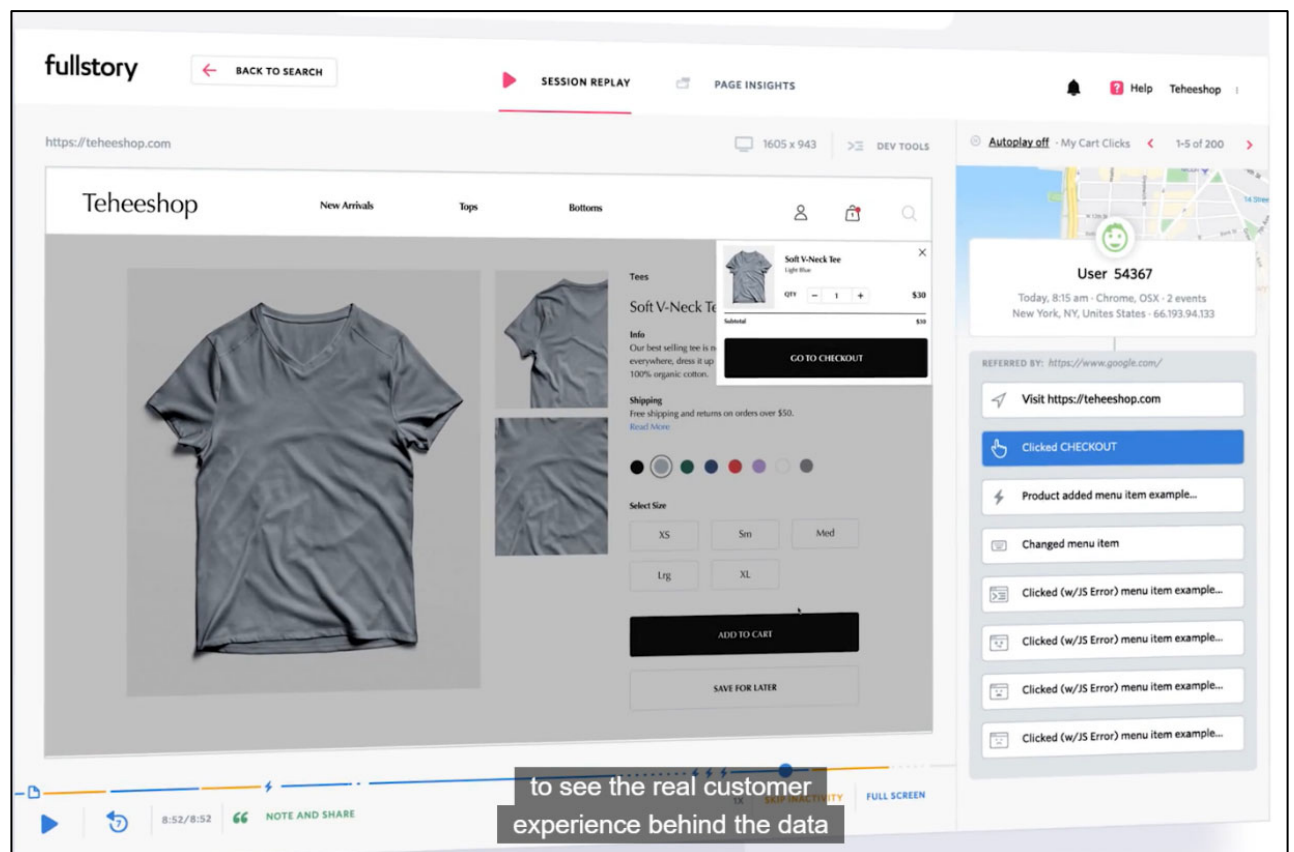 fullstory
BACK TO SEARCH
SESSION REPLAY
PAGE INSIGHTS
Help
Teheeshop
https://teheeshop.com
1605 x 943
DEV TOOLS
Autoplay off - My Cart Clicks
1-5 of 200
Teheeshop
New Arrivals
Tops
Bottoms
Soft V-Neck Tee
Light Blue
QTY - 1 +
$30
Subtotal
$30
GO TO CHECKOUT
Tees
Soft V-Neck Te
Info
Our best selling tee is n
everywhere, dress it up
100% organic cotton.
Shipping
Free shipping and returns on orders over $50.
Read More
Select Size
XS
Sm
Med
Lrg
XL
ADD TO CART
SAVE FOR LATER
14 Stree
User 54367
Today, 8:15 am · Chrome, OSX · 2 events
New York, NY, Unites States · 66.193.94.133
REFERRED BY: https://www.google.com/
Visit https://teheeshop.com
Clicked CHECKOUT
Product added menu item example...
Changed menu item
Clicked (w/JS Error) menu item example...
Clicked (w/JS Error) menu item example...
Clicked (w/JS Error) menu item example...
Clicked (w/JS Error) menu item example...
7
8:52/8:52
NOTE AND SHARE
1X
SKIP INACTIVITY
FULL SCREEN
to see the real customer
experience behind the data